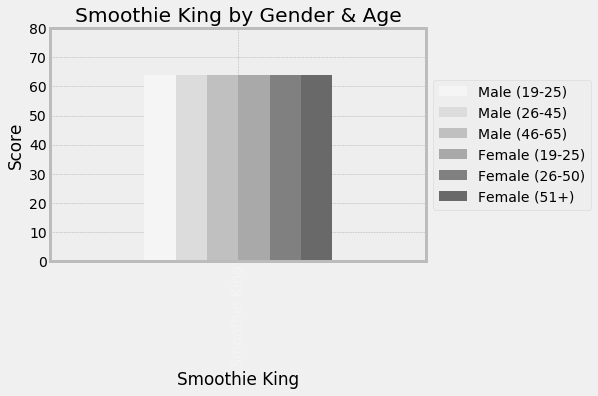 Smoothie King by Gender & Age
80
70
60
50
40
30
20
10
0
Score
Male (19-25)
Male (26-45)
Male (46-65)
Female (19-25)
Female (26-50)
Female (51+)
Smoothie King